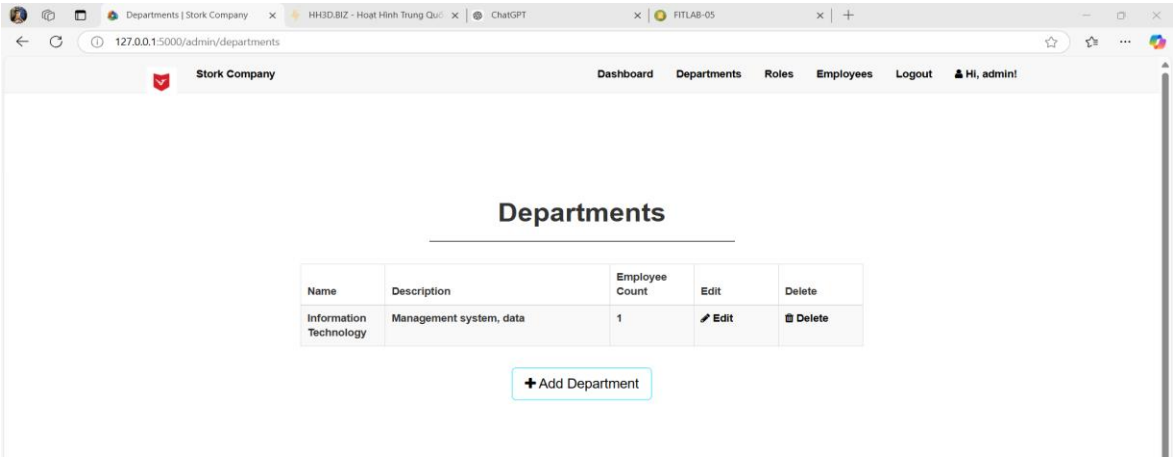 Departments | Stork Company
HH3D.BIZ - Hoạt Hình Trung Quố
ChatGPT
FITLAB-05
127.0.0.1:5000/admin/departments
Stork Company
Dashboard
Departments
Roles
Employees
Logout
Hi, admin!
Departments
Name
Description
Employee
Count
Edit
Delete
Information
Technology
Management system, data
1
Edit
Delete
Add Department